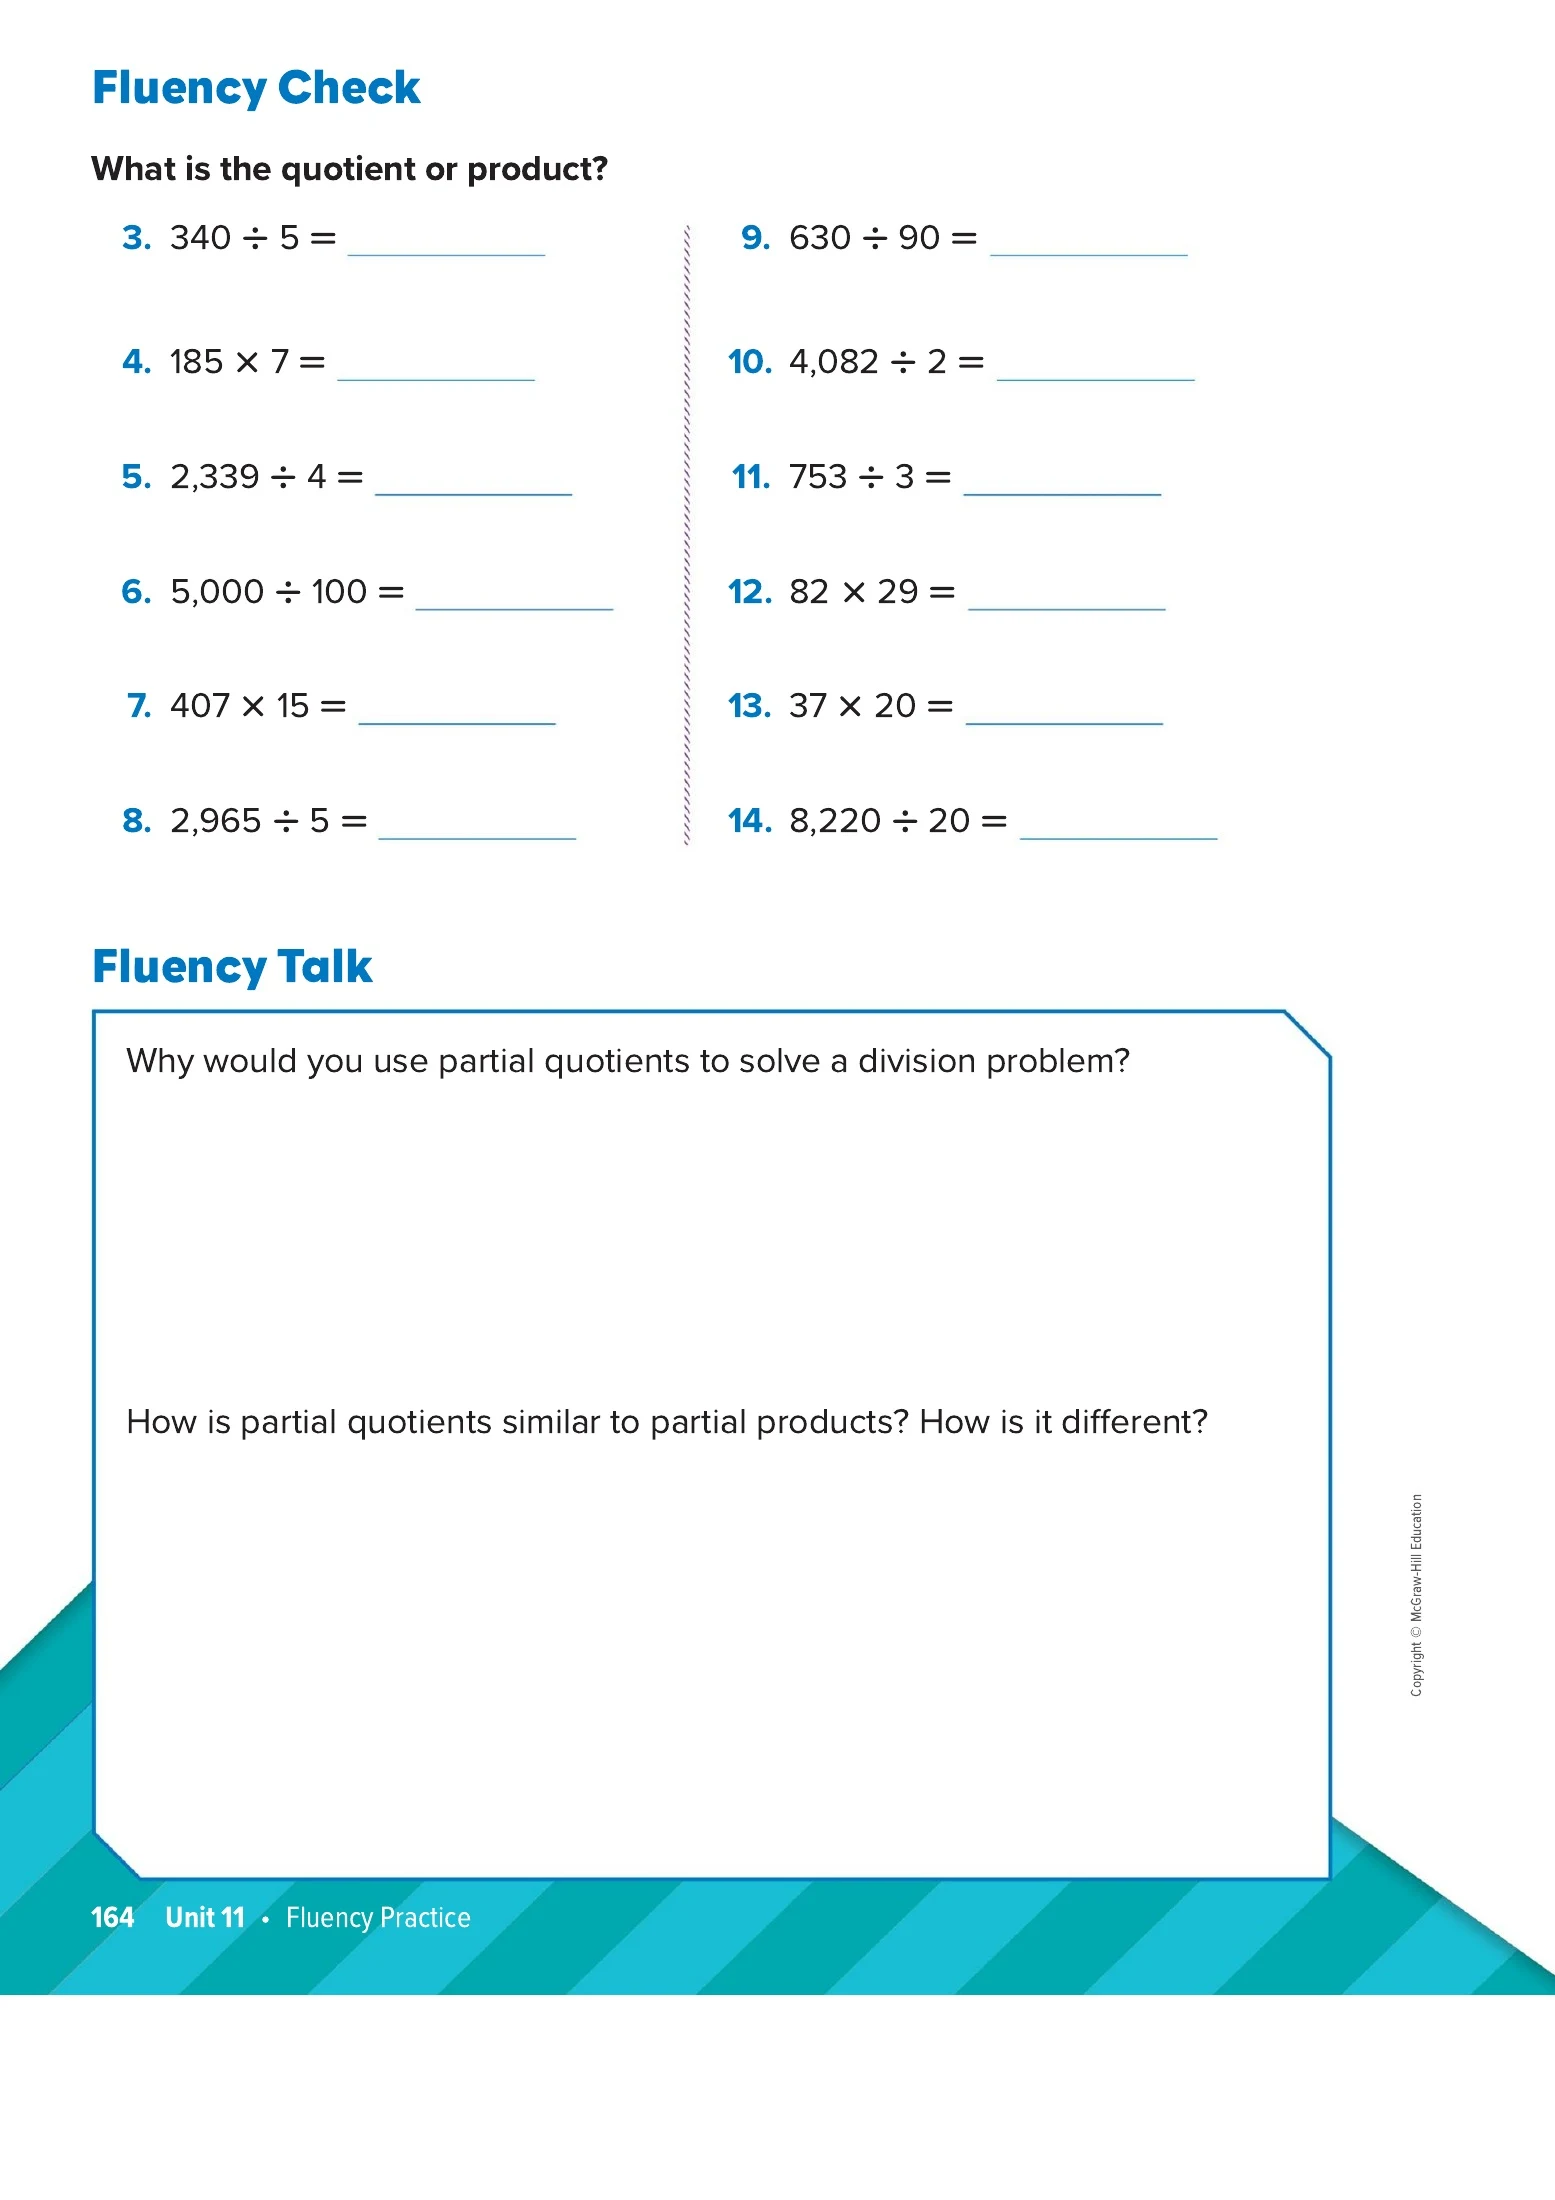 Fluency Check
What is the quotient or product?
3. 340 ÷ 5 =
4. 185 × 7 =
5. 2,339 ÷ 4 =
6. 5,000 ÷ 100 =
7. 407 × 15 =
8. 2,965 ÷ 5 =
9. 630 ÷ 90 =
10. 4,082 ÷ 2 =
11. 753 ÷ 3 =
12. 82 × 29 =
13. 37 × 20 =
14. 8,220 ÷ 20 =
Fluency Talk
Why would you use partial quotients to solve a division problem?
How is partial quotients similar to partial products? How is it different?
Copyright © McGraw-Hill Education
164 Unit 11 • Fluency Practice